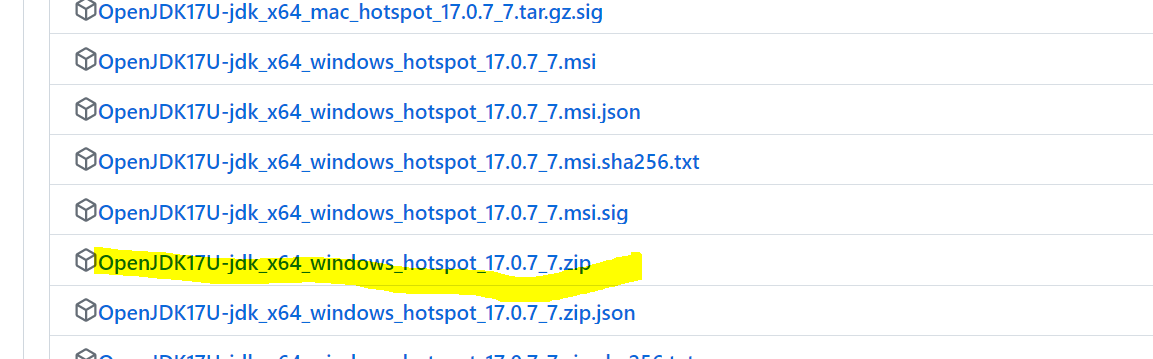 OpenJDK17U-jdk_x64_mac_hotspot_17.0.7_7.tar.gz.sig
OpenJDK17U-jdk_x64_windows_hotspot_17.0.7_7.msi
OpenJDK17U-jdk_x64_windows_hotspot_17.0.7_7.msi.json
OpenJDK17U-jdk_x64_windows_hotspot_17.0.7_7.msi.sha256.txt
OpenJDK17U-jdk_x64_windows_hotspot_17.0.7_7.msi.sig
OpenJDK17U-jdk_x64_windows_hotspot_17.0.7_7.zip
OpenJDK17U-jdk_x64_windows_hotspot_17.0.7_7.zip.json